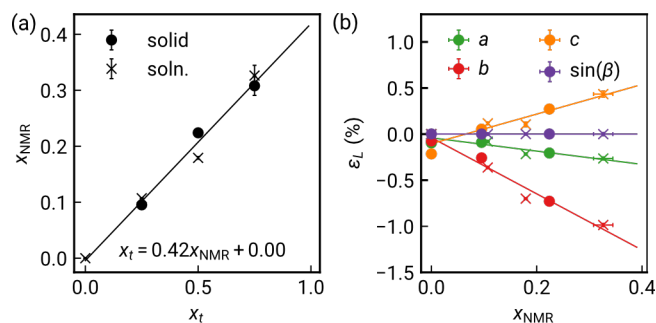 (a)
solid
soln.
x_NMR
0.4
0.3
0.2
0.1
0.0
x_t = 0.42x_NMR + 0.00
0.0 0.5 1.0
x_t
(b)
a c
b sin(β)
ε_L (%)
1.0
0.5
0.0
−0.5
−1.0
−1.5
0.0 0.2 0.4
x_NMR